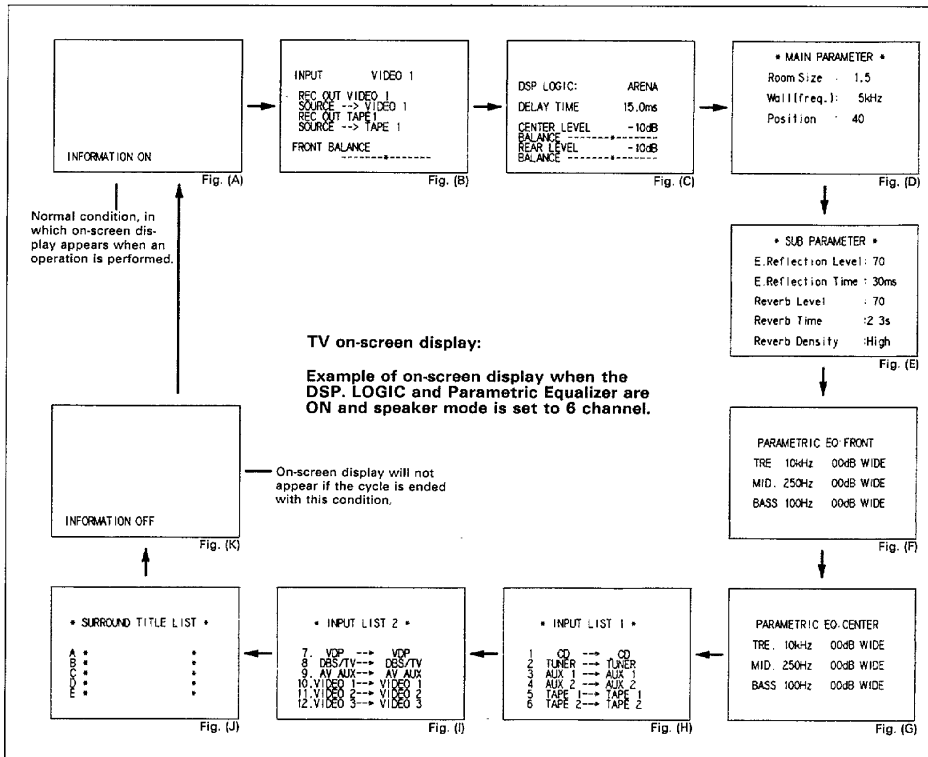 INFORMATION ON
Fig. (A)
INPUT VIDEO 1
REC OUT VIDEO 1
SOURCE --> VIDEO 1
REC OUT TAPE1
SOURCE --> TAPE 1
FRONT BALANCE
-------*-------
Fig. (B)
DSP LOGIC: ARENA
DELAY TIME 15.0ms
CENTER LEVEL -10dB
BALANCE -------*-------
REAR LEVEL -10dB
BALANCE -------*-------
Fig. (C)
* MAIN PARAMETER *
Room Size : 1.5
Wall(freq.): 5kHz
Position : 40
Fig. (D)
Normal condition, in
which on-screen dis-
play appears when an
operation is performed.
* SUB PARAMETER *
E.Reflection Level: 70
E.Reflection Time : 30ms
Reverb Level : 70
Reverb Time :2 3s
Reverb Density :High
Fig. (E)
TV on-screen display:
Example of on-screen display when the
DSP. LOGIC and Parametric Equalizer are
ON and speaker mode is set to 6 channel.
PARAMETRIC EQ:FRONT
TRE 10kHz 00dB WIDE
MID. 250Hz 00dB WIDE
BASS 100Hz 00dB WIDE
Fig. (F)
On-screen display will not
appear if the cycle is ended
with this condition.
INFORMATION OFF
Fig. (K)
PARAMETRIC EQ:CENTER
TRE. 10kHz 00dB WIDE
MID. 250Hz 00dB WIDE
BASS 100Hz 00dB WIDE
Fig. (G)
* INPUT LIST 1 *
1 CD --> CD
2 TUNER--> TUNER
3 AUX 1--> AUX 1
4 AUX 2--> AUX 2
5 TAPE 1--> TAPE 1
6 TAPE 2--> TAPE 2
Fig. (H)
* INPUT LIST 2 *
7. VDP --> VDP
8 DBS/TV--> DBS/TV
9. AV AUX--> AV AUX
10.VIDEO 1--> VIDEO 1
11.VIDEO 2--> VIDEO 2
12.VIDEO 3--> VIDEO 3
Fig. (I)
* SURROUND TITLE LIST *
A * *
B * *
C * *
D * *
E * *
Fig. (J)